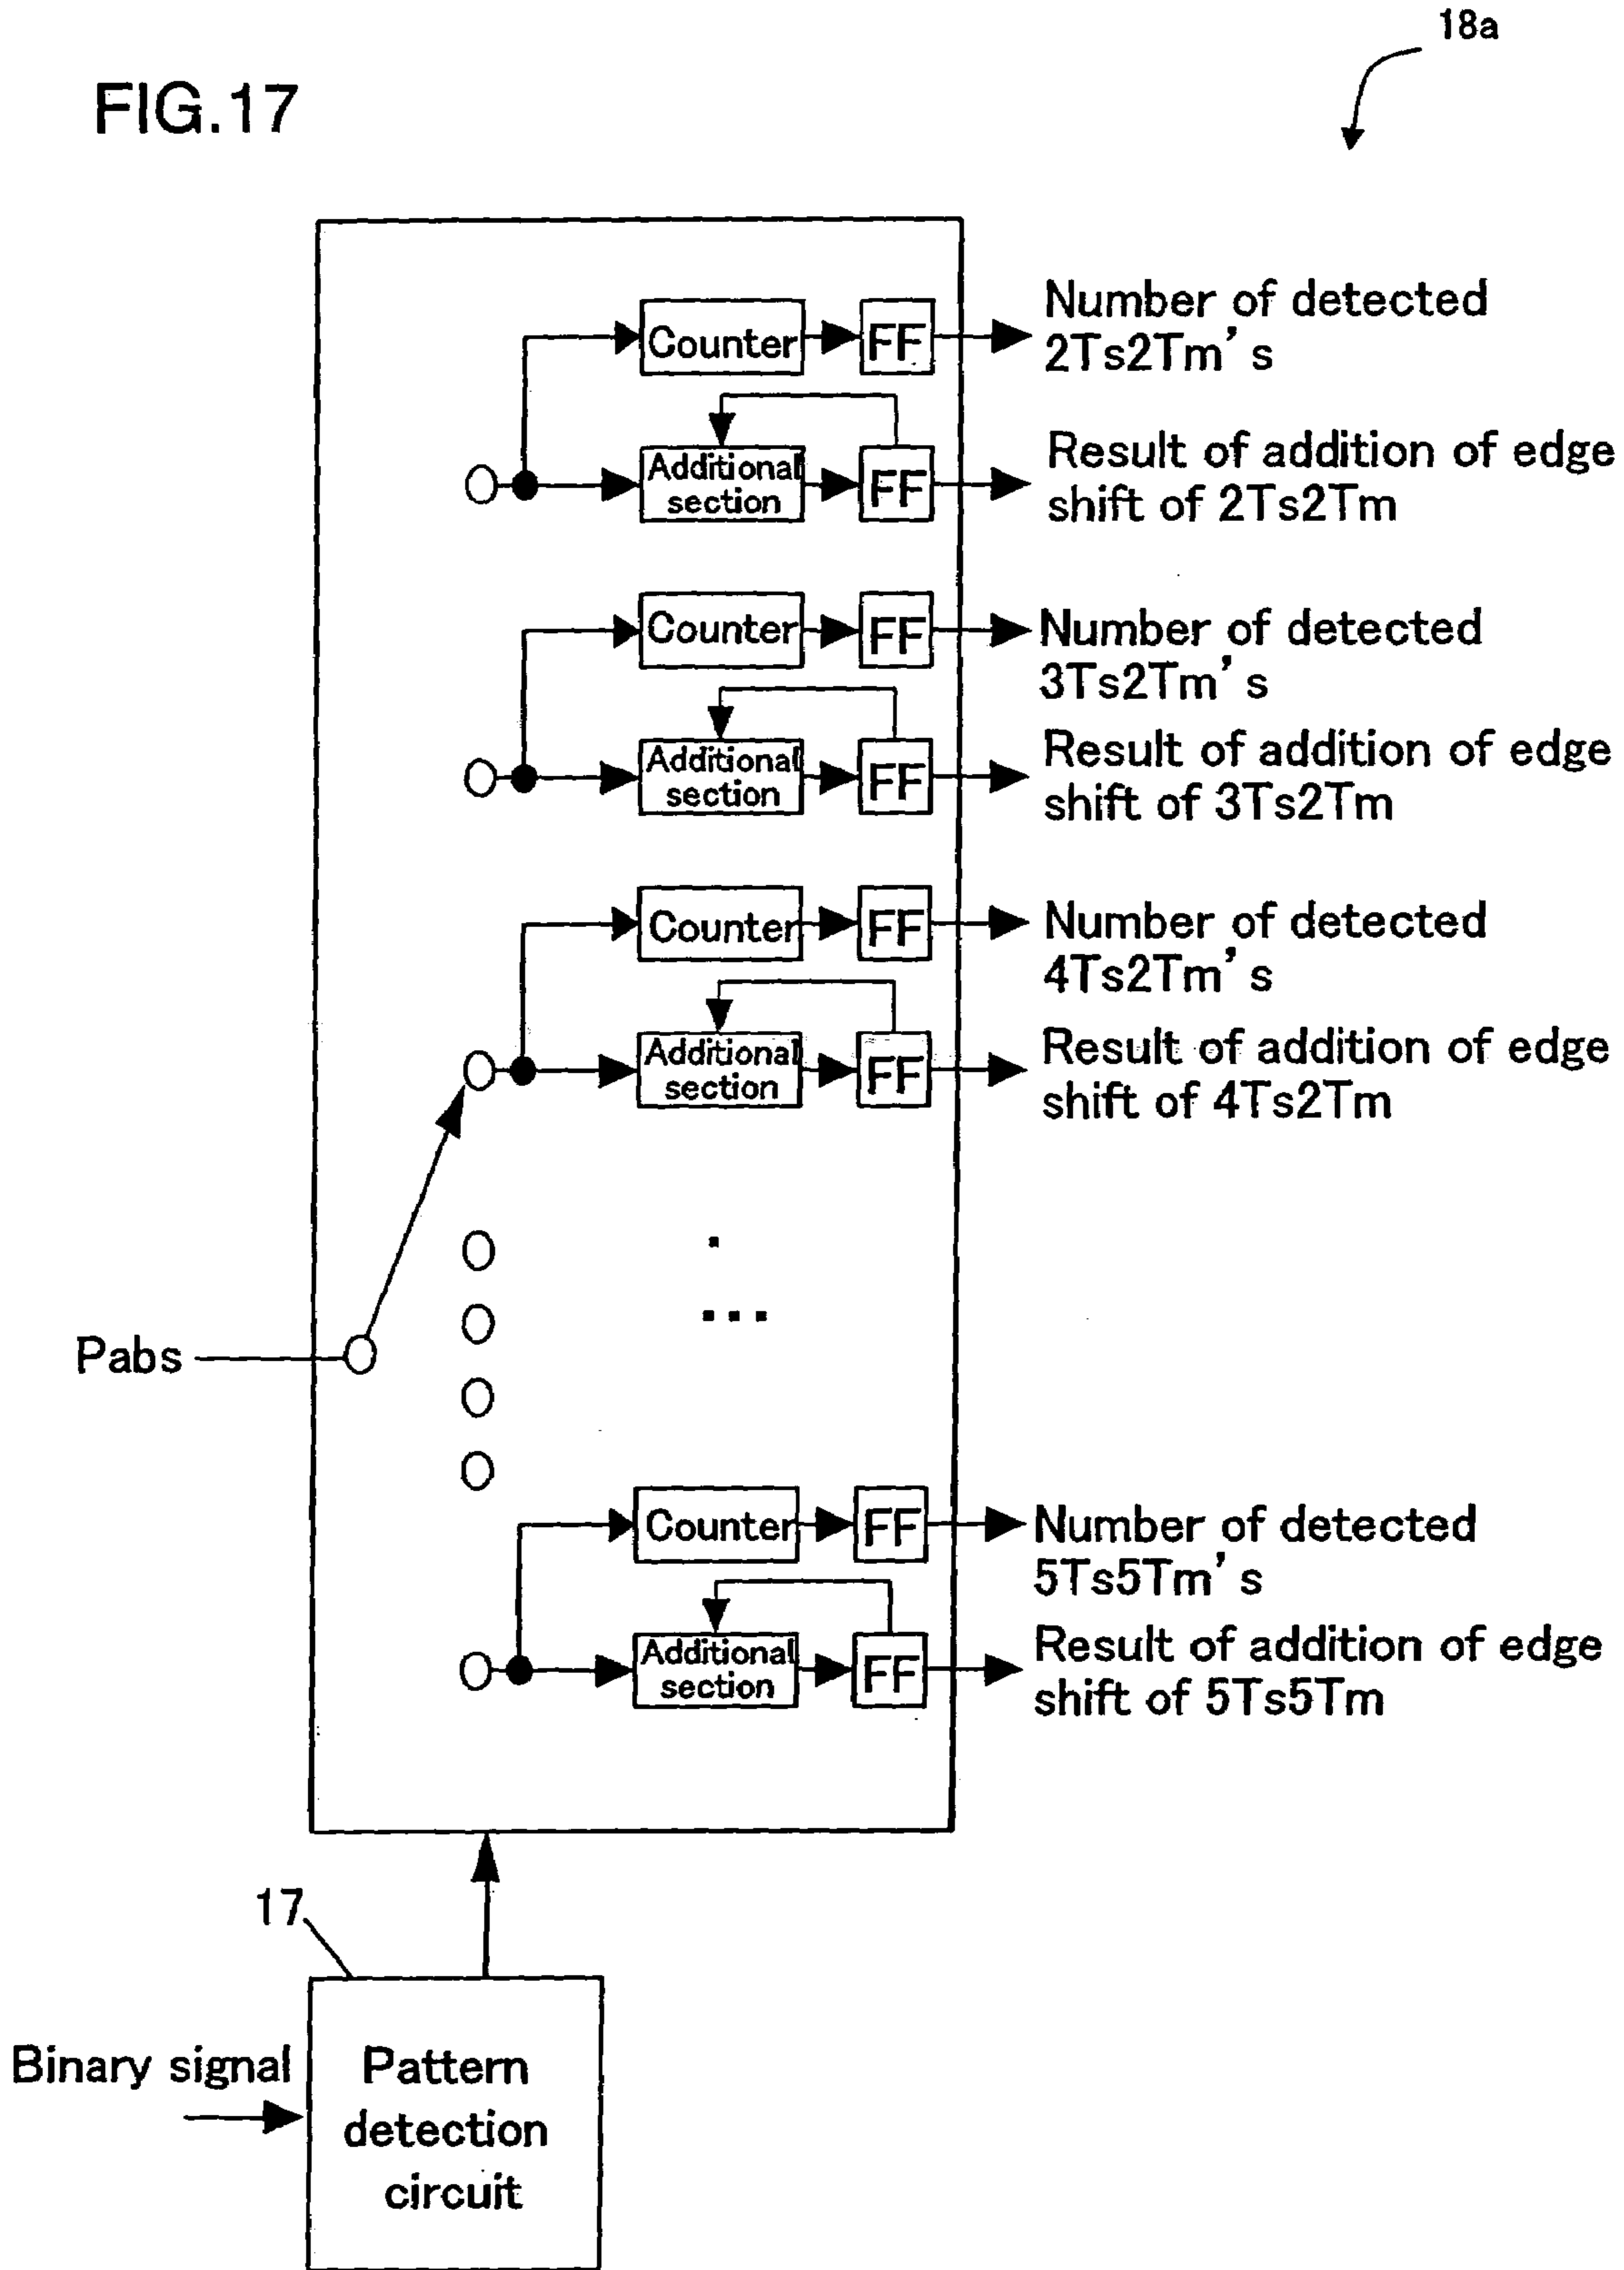 18a
FIG.17
Counter
FF
Number of detected
2Ts2Tm's
Additional
section
FF
Result of addition of edge
shift of 2Ts2Tm
Counter
FF
Number of detected
3Ts2Tm's
Additional
section
FF
Result of addition of edge
shift of 3Ts2Tm
Counter
FF
Number of detected
4Ts2Tm's
Additional
section
FF
Result of addition of edge
shift of 4Ts2Tm
Pabs
Counter
FF
Number of detected
5Ts5Tm's
Additional
section
FF
Result of addition of edge
shift of 5Ts5Tm
17
Binary signal
Pattern
detection
circuit